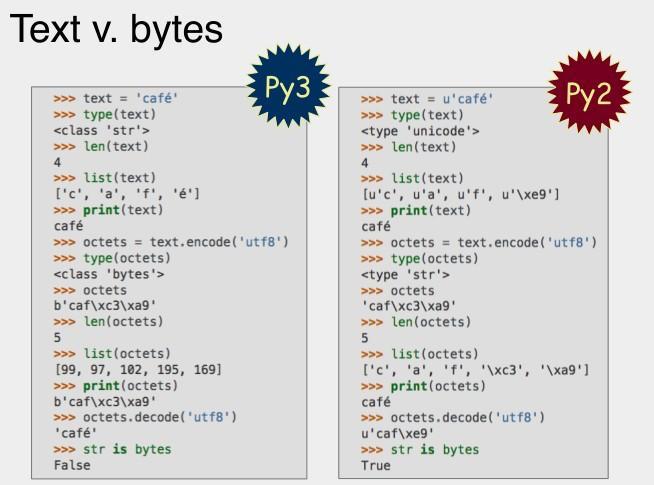 Text v. bytes
Py3
>>> text = 'café'
>>> type(text)
<class 'str'>
>>> len(text)
4
>>> list(text)
['c', 'a', 'f', 'é']
>>> print(text)
café
>>> octets = text.encode('utf8')
>>> type(octets)
<class 'bytes'>
>>> octets
b'caf\xc3\xa9'
>>> len(octets)
5
>>> list(octets)
[99, 97, 102, 195, 169]
>>> print(octets)
b'caf\xc3\xa9'
>>> octets.decode('utf8')
'café'
>>> str is bytes
False
Py2
>>> text = u'café'
>>> type(text)
<type 'unicode'>
>>> len(text)
4
>>> list(text)
[u'c', u'a', u'f', u'\xe9']
>>> print(text)
café
>>> octets = text.encode('utf8')
>>> type(octets)
<type 'str'>
>>> octets
'caf\xc3\xa9'
>>> len(octets)
5
>>> list(octets)
['c', 'a', 'f', '\xc3', '\xa9']
>>> print(octets)
café
>>> octets.decode('utf8')
u'caf\xe9'
>>> str is bytes
True